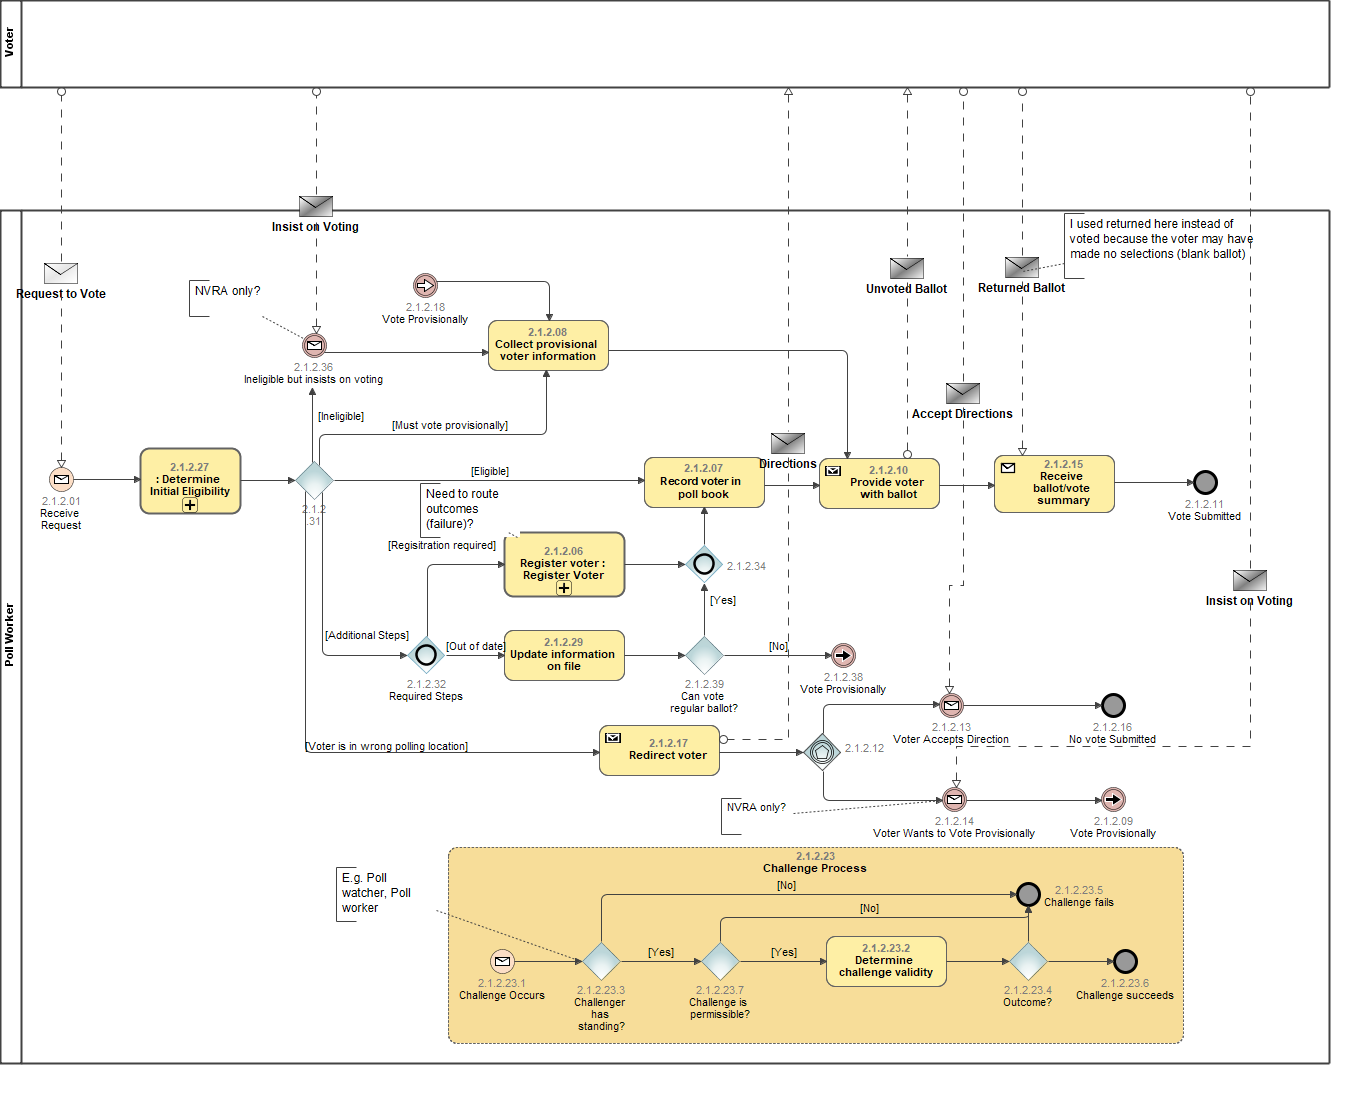 Voter
Poll Worker
Request to Vote
Insist on Voting
I used returned here instead of
voted because the voter may have
made no selections (blank ballot)
Unvoted Ballot
Returned Ballot
NVRA only?
2.1.2.18
Vote Provisionally
2.1.2.08
Collect provisional
voter information
2.1.2.36
Ineligible but insists on voting
[Ineligible]
[Must vote provisionally]
Accept Directions
Directions
2.1.2.27
: Determine
Initial Eligibility
[Eligible]
2.1.2.07
Record voter in
poll book
2.1.2.10
Provide voter
with ballot
2.1.2.15
Receive
ballot/vote
summary
2.1.2.01
Receive
Request
2.1.2
.31
2.1.2.11
Vote Submitted
Need to route
outcomes
(failure)?
[Regisitration required]
2.1.2.06
Register voter :
Register Voter
2.1.2.34
[Yes]
Insist on Voting
[Additional Steps]
[Out of date]
2.1.2.29
Update information
on file
[No]
2.1.2.32
Required Steps
2.1.2.39
Can vote
regular ballot?
2.1.2.38
Vote Provisionally
[Voter is in wrong polling location]
2.1.2.17
Redirect voter
2.1.2.12
2.1.2.13
Voter Accepts Direction
2.1.2.16
No vote Submitted
NVRA only?
2.1.2.14
Voter Wants to Vote Provisionally
2.1.2.09
Vote Provisionally
2.1.2.23
Challenge Process
E.g. Poll
watcher, Poll
worker
[No]
2.1.2.23.5
Challenge fails
[No]
[Yes]
[Yes]
2.1.2.23.2
Determine
challenge validity
2.1.2.23.1
Challenge Occurs
2.1.2.23.3
Challenger
has
standing?
2.1.2.23.7
Challenge is
permissible?
2.1.2.23.4
Outcome?
2.1.2.23.6
Challenge succeeds